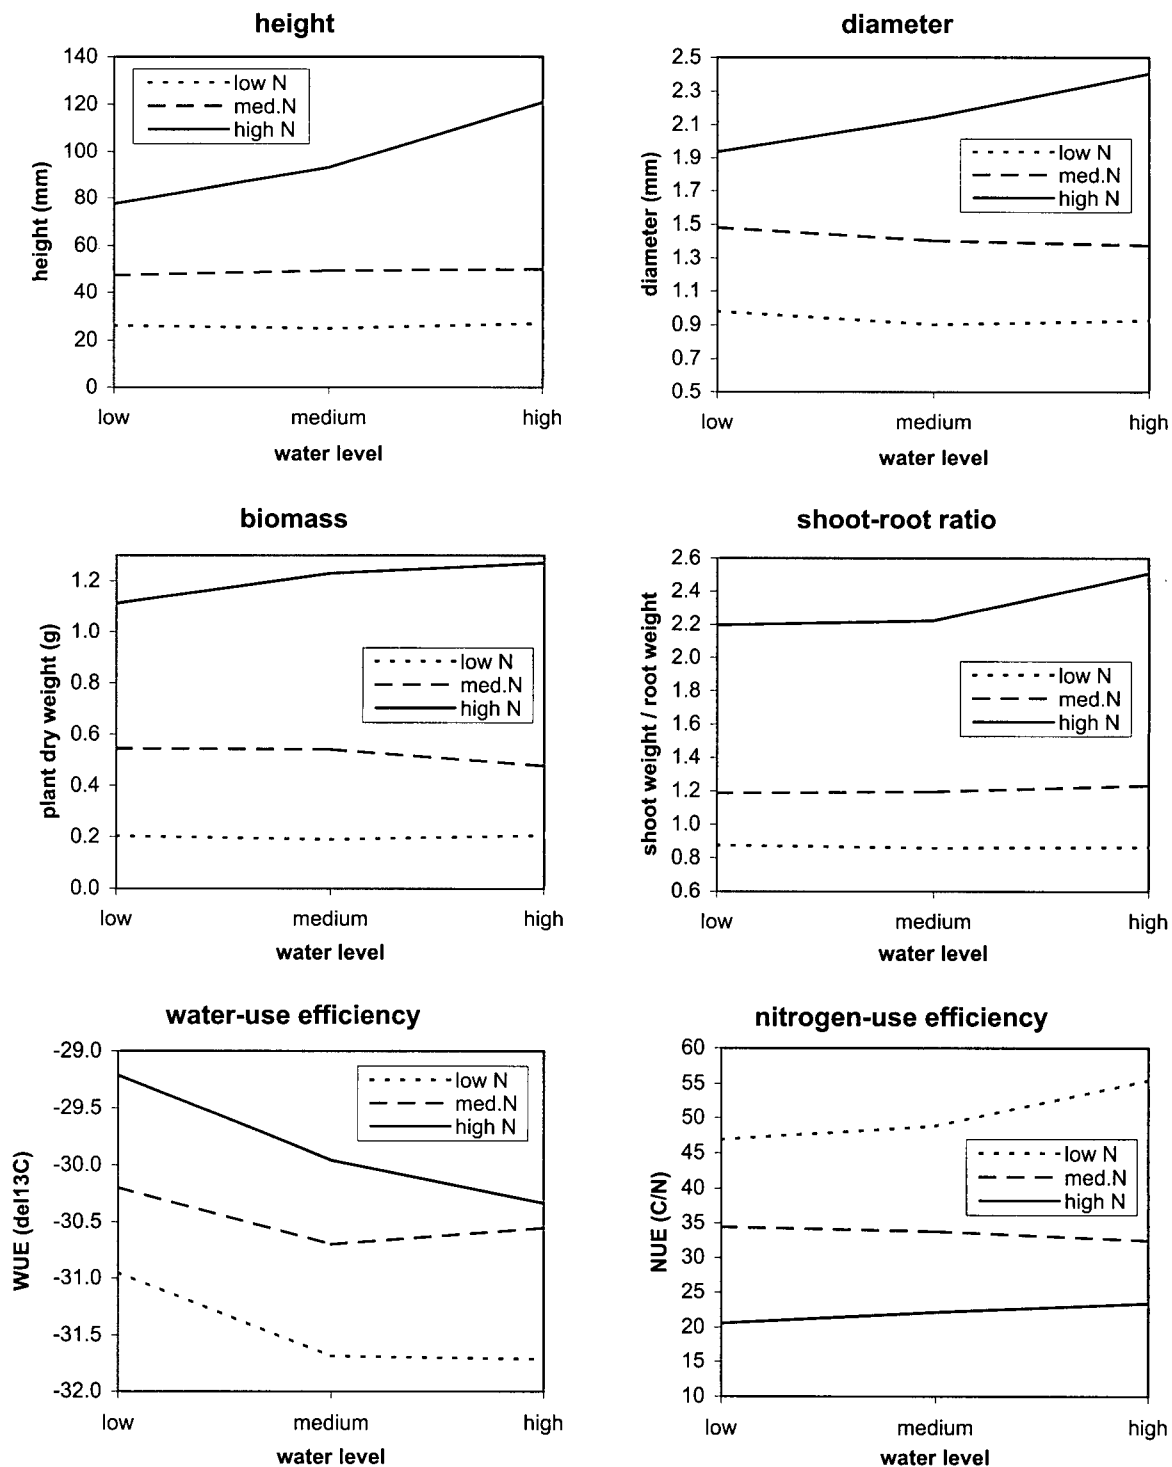 height
140
120
100
80
60
40
20
0
height (mm)
low N
med.N
high N
low medium high
water level
diameter
2.5
2.3
2.1
1.9
1.7
1.5
1.3
1.1
0.9
0.7
0.5
diameter (mm)
low N
med.N
high N
low medium high
water level
biomass
1.2
1.0
0.8
0.6
0.4
0.2
0.0
plant dry weight (g)
low N
med.N
high N
low medium high
water level
shoot-root ratio
2.6
2.4
2.2
2.0
1.8
1.6
1.4
1.2
1.0
0.8
0.6
shoot weight / root weight
low N
med.N
high N
low medium high
water level
water-use efficiency
-29.0
-29.5
-30.0
-30.5
-31.0
-31.5
-32.0
WUE (del13C)
low N
med.N
high N
low medium high
water level
nitrogen-use efficiency
60
55
50
45
40
35
30
25
20
15
10
NUE (C/N)
low N
med.N
high N
low medium high
water level